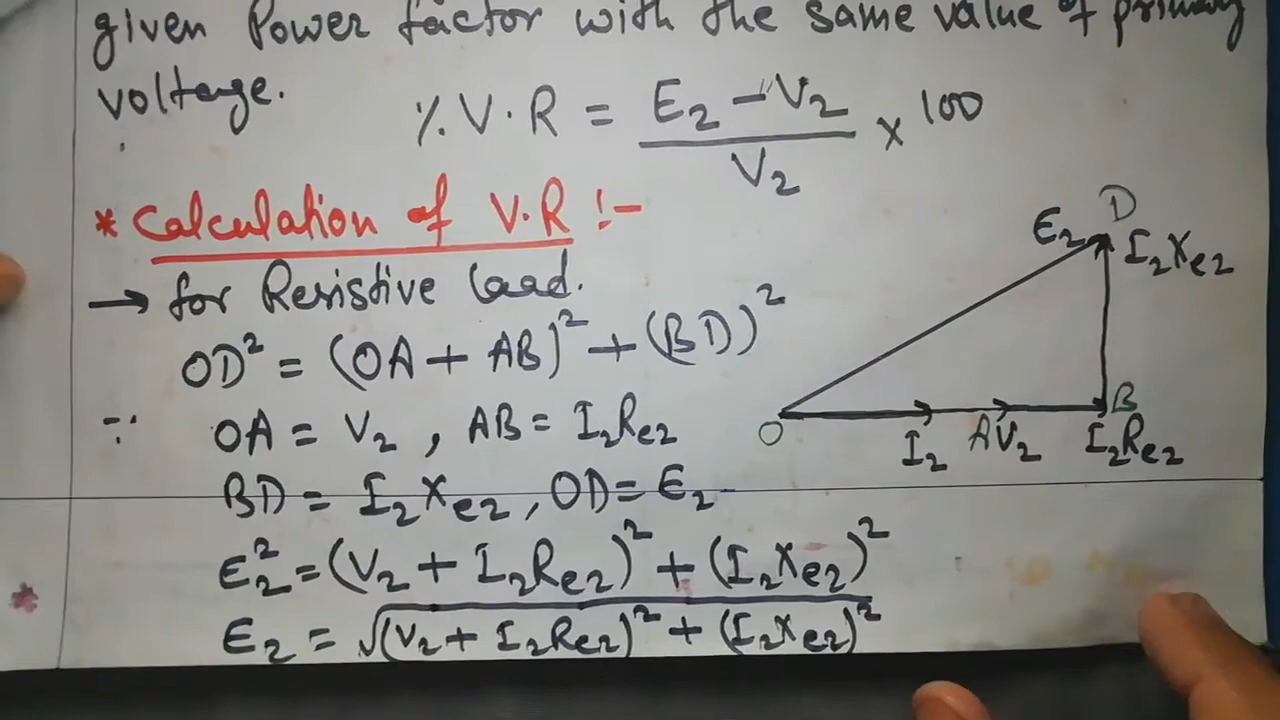 given Power factor with the same value of primary
voltage.
% V.R = E₂ - V₂ / V₂ × 100
* Calculation of V.R :-
→ for Resistive Load.
OD² = (OA + AB)² + (BD))²
∵ OA = V₂ , AB = I₂Re₂
BD = I₂Xe₂ , OD = E₂
E₂² = (V₂ + I₂Re₂)² + (I₂Xe₂)²
E₂ = √(V₂ + I₂Re₂)² + (I₂Xe₂)²
D
E₂ I₂Xe₂
O B
I₂ A V₂ I₂Re₂